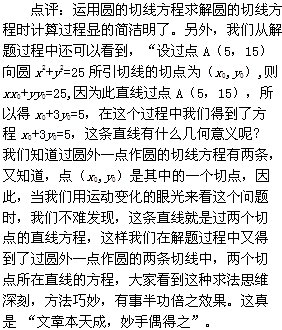 点评：运用圆的切线方程求解圆的切线方
程时计算过程显的简洁明了。另外，我们从解
题过程中还可以看到，“设过点 A（5，15）
向圆 x²+y²=25 所引切线的切点为（x₀,y₀）,则
xx₀+yy₀=25,因为此直线过点 A（5，15），所
以得 x₀+3y₀=5，在这个过程中我们得到了方
程 x₀+3y₀=5，这条直线有什么几何意义呢？
我们知道过圆外一点作圆的切线方程有两条，
又知道，点（x₀,y₀）是其中的一个切点，因
此，当我们用运动变化的眼光来看这个问题
时，我们不难发现，这条直线就是过两个切
点的直线方程，这样我们在解题过程中又得
到了过圆外一点作圆的两条切线中，两个切
点所在直线的方程，大家看到这种求法思维
深刻，方法巧妙，有事半功倍之效果。这真
是 “文章本天成，妙手偶得之”。